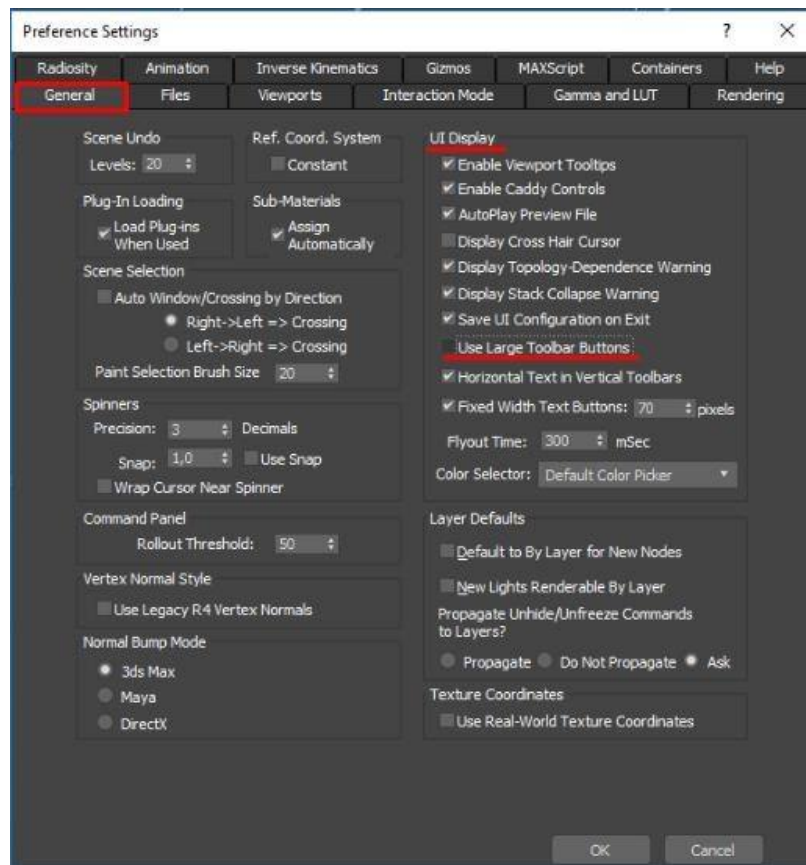 Preference Settings ? ×
Radiosity Animation Inverse Kinematics Gizmos MAXScript Containers Help
General Files Viewports Interaction Mode Gamma and LUT Rendering
Scene Undo
Levels: 20
Ref. Coord. System
Constant
Plug-In Loading
Load Plug-ins
When Used
Sub-Materials
Assign
Automatically
Scene Selection
Auto Window/Crossing by Direction
Right->Left => Crossing
Left->Right => Crossing
Paint Selection Brush Size 20
Spinners
Precision: 3 Decimals
Snap: 1,0 Use Snap
Wrap Cursor Near Spinner
Command Panel
Rollout Threshold: 50
Vertex Normal Style
Use Legacy R4 Vertex Normals
Normal Bump Mode
3ds Max
Maya
DirectX
UI Display
Enable Viewport Tooltips
Enable Caddy Controls
AutoPlay Preview File
Display Cross Hair Cursor
Display Topology-Dependence Warning
Display Stack Collapse Warning
Save UI Configuration on Exit
Use Large Toolbar Buttons
Horizontal Text in Vertical Toolbars
Fixed Width Text Buttons: 70 pixels
Flyout Time: 300 mSec
Color Selector: Default Color Picker
Layer Defaults
Default to By Layer for New Nodes
New Lights Renderable By Layer
Propagate Unhide/Unfreeze Commands
to Layers?
Propagate Do Not Propagate Ask
Texture Coordinates
Use Real-World Texture Coordinates
OK Cancel